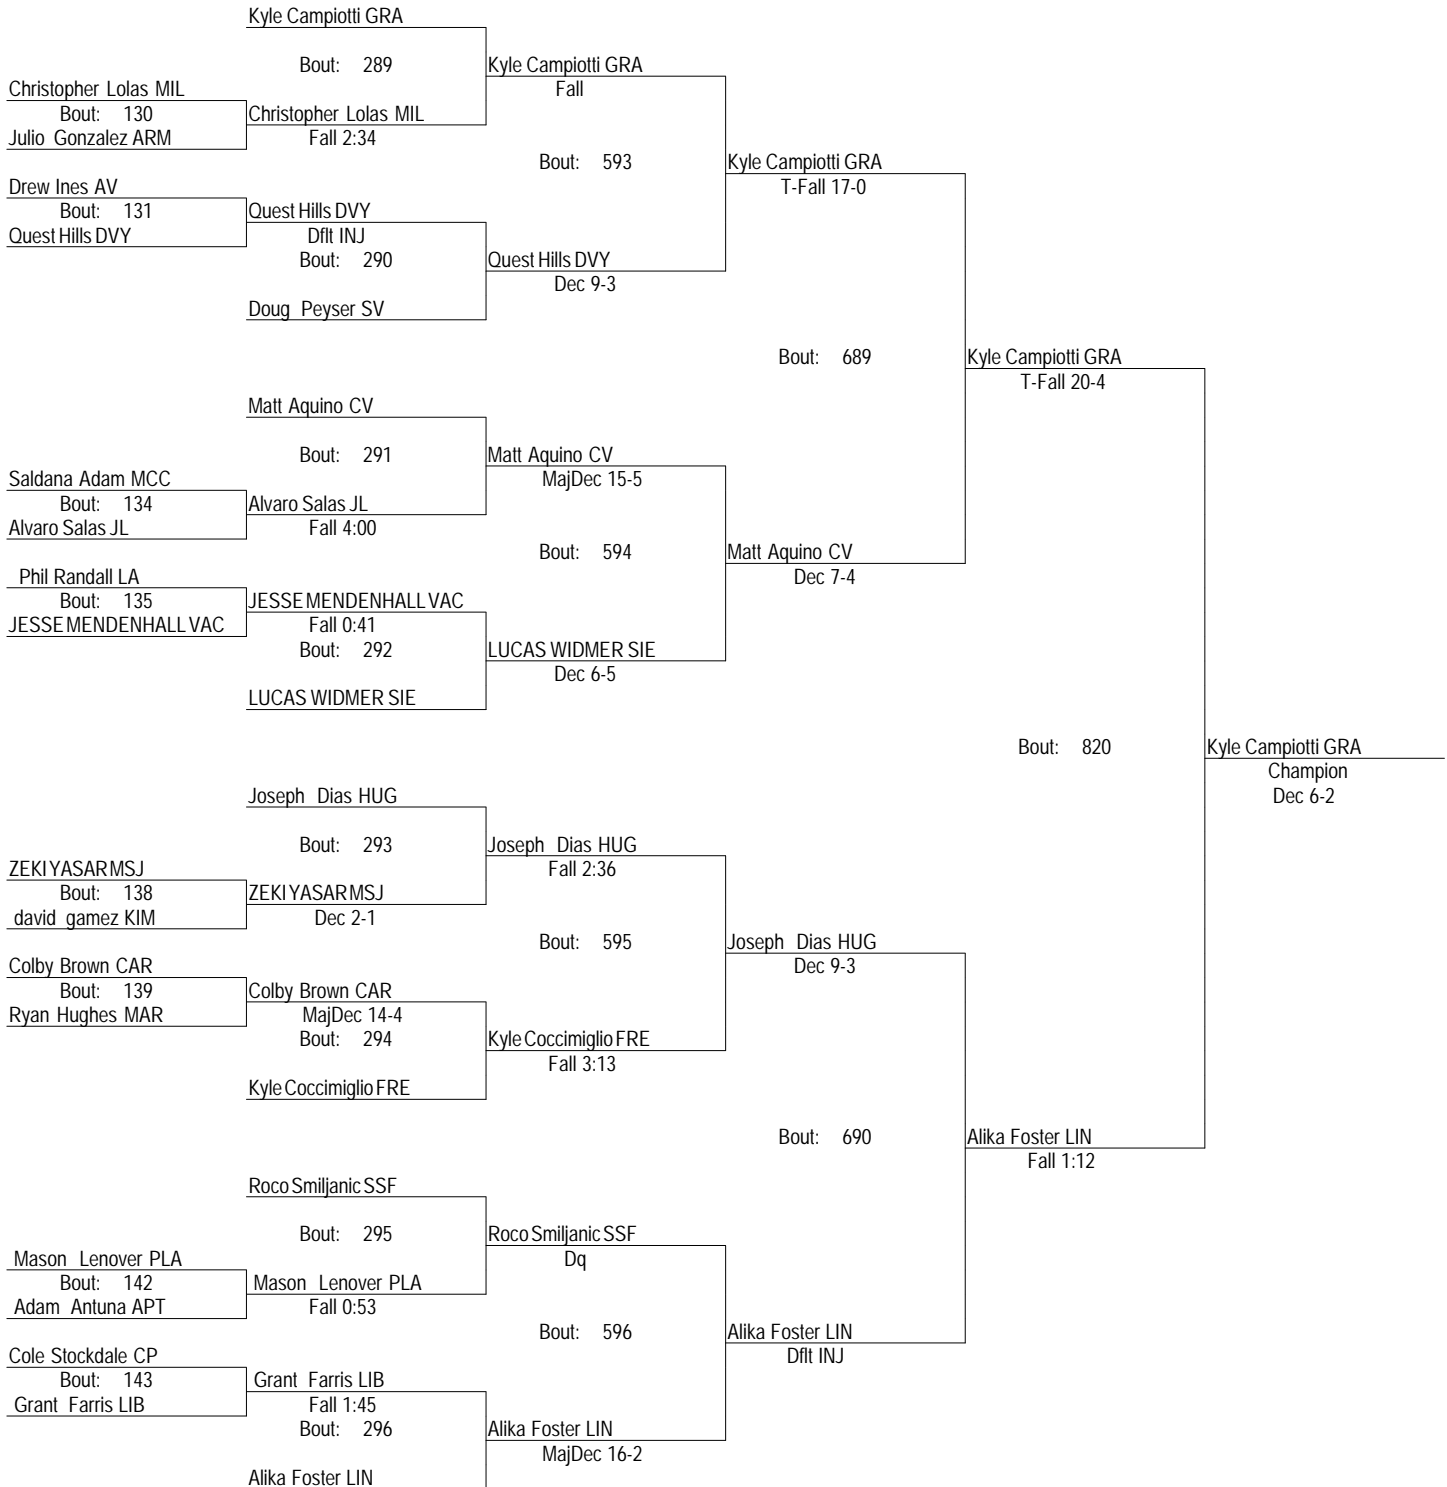 Kyle Campiotti GRA
Bout: 289
Kyle Campiotti GRA
Fall
Christopher Lolas MIL
Bout: 130
Christopher Lolas MIL
Julio Gonzalez ARM
Fall 2:34
Bout: 593
Kyle Campiotti GRA
T-Fall 17-0
Drew Ines AV
Bout: 131
Quest Hills DVY
Quest Hills DVY
Dflt INJ
Bout: 290
Quest Hills DVY
Dec 9-3
Doug Peyser SV
Bout: 689
Kyle Campiotti GRA
T-Fall 20-4
Matt Aquino CV
Bout: 291
Matt Aquino CV
MajDec 15-5
Saldana Adam MCC
Bout: 134
Alvaro Salas JL
Alvaro Salas JL
Fall 4:00
Bout: 594
Matt Aquino CV
Dec 7-4
Phil Randall LA
Bout: 135
JESSE MENDENHALL VAC
JESSE MENDENHALL VAC
Fall 0:41
Bout: 292
LUCAS WIDMER SIE
Dec 6-5
LUCAS WIDMER SIE
Bout: 820
Kyle Campiotti GRA
Champion
Dec 6-2
Joseph Dias HUG
Bout: 293
Joseph Dias HUG
Fall 2:36
ZEKI YASAR MSJ
Bout: 138
ZEKI YASAR MSJ
david gamez KIM
Dec 2-1
Bout: 595
Joseph Dias HUG
Dec 9-3
Colby Brown CAR
Bout: 139
Colby Brown CAR
Ryan Hughes MAR
MajDec 14-4
Bout: 294
Kyle Coccimiglio FRE
Fall 3:13
Kyle Coccimiglio FRE
Bout: 690
Alika Foster LIN
Fall 1:12
Roco Smiljanic SSF
Bout: 295
Roco Smiljanic SSF
Dq
Mason Lenover PLA
Bout: 142
Mason Lenover PLA
Adam Antuna APT
Fall 0:53
Bout: 596
Alika Foster LIN
Dflt INJ
Cole Stockdale CP
Bout: 143
Grant Farris LIB
Grant Farris LIB
Fall 1:45
Bout: 296
Alika Foster LIN
MajDec 16-2
Alika Foster LIN